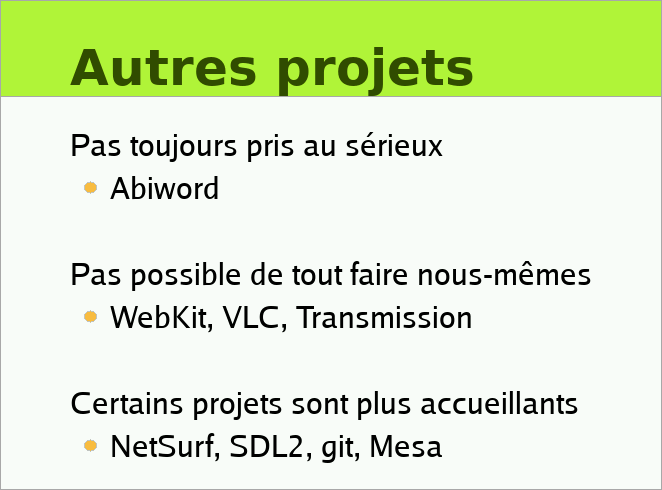 Autres projets
Pas toujours pris au sérieux
Abiword
Pas possible de tout faire nous-mêmes
WebKit, VLC, Transmission
Certains projets sont plus accueillants
NetSurf, SDL2, git, Mesa